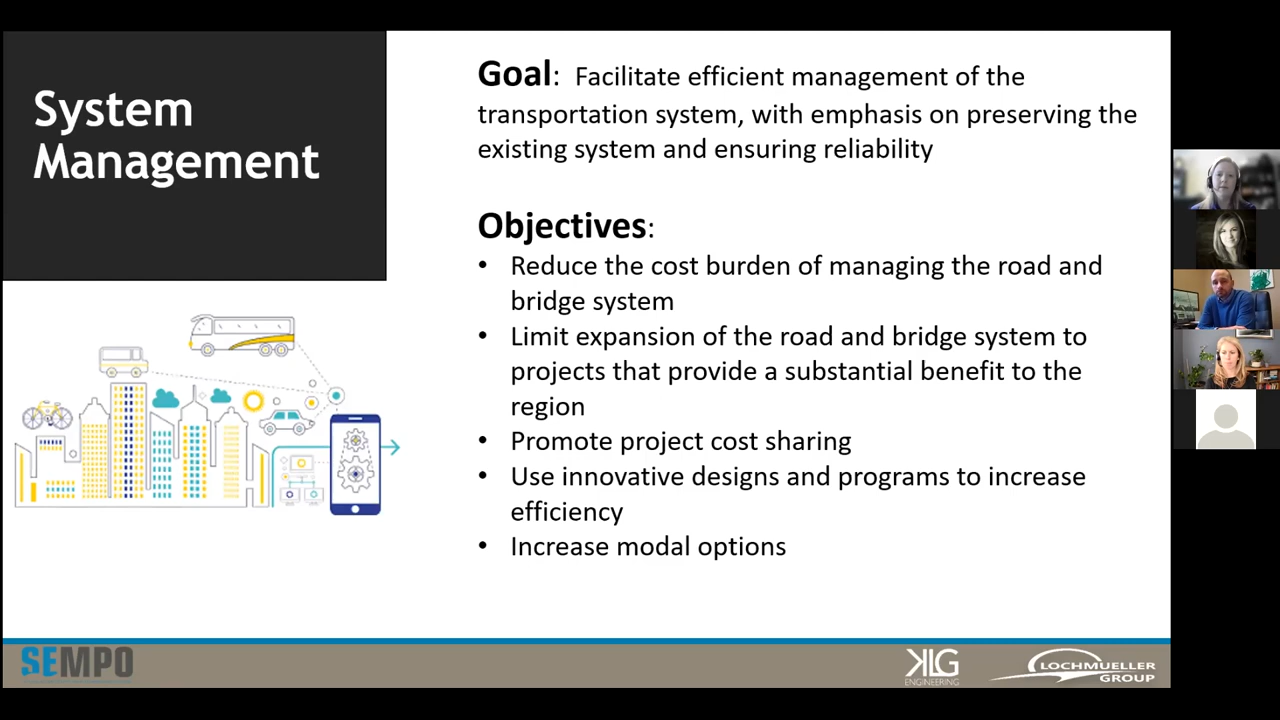 System
Management
Goal: Facilitate efficient management of the
transportation system, with emphasis on preserving the
existing system and ensuring reliability
Objectives:
• Reduce the cost burden of managing the road and
bridge system
• Limit expansion of the road and bridge system to
projects that provide a substantial benefit to the
region
• Promote project cost sharing
• Use innovative designs and programs to increase
efficiency
• Increase modal options
SEMPO
KLG
ENGINEERING
LOCHMUELLER
GROUP